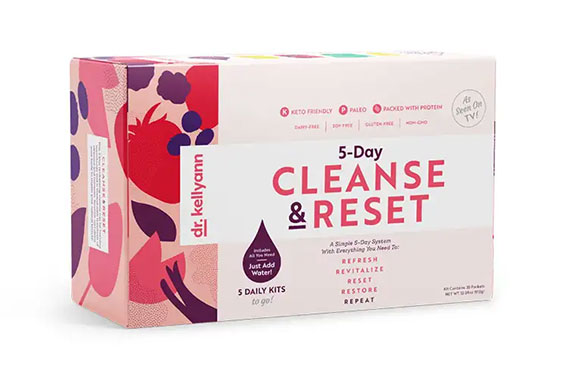 KETO FRIENDLY PALEO PACKED WITH PROTEIN
DAIRY-FREE SOY-FREE GLUTEN-FREE NON-GMO
As
Seen On
TV!
dr. kellyann
5-Day
CLEANSE
& RESET
Includes
All You Need
Just Add
Water!
5 DAILY KITS
to go!
A Simple 5-Day System
With Everything You Need To:
REFRESH
REVITALIZE
RESET
RESTORE
REPEAT
CLEANSE & RESET